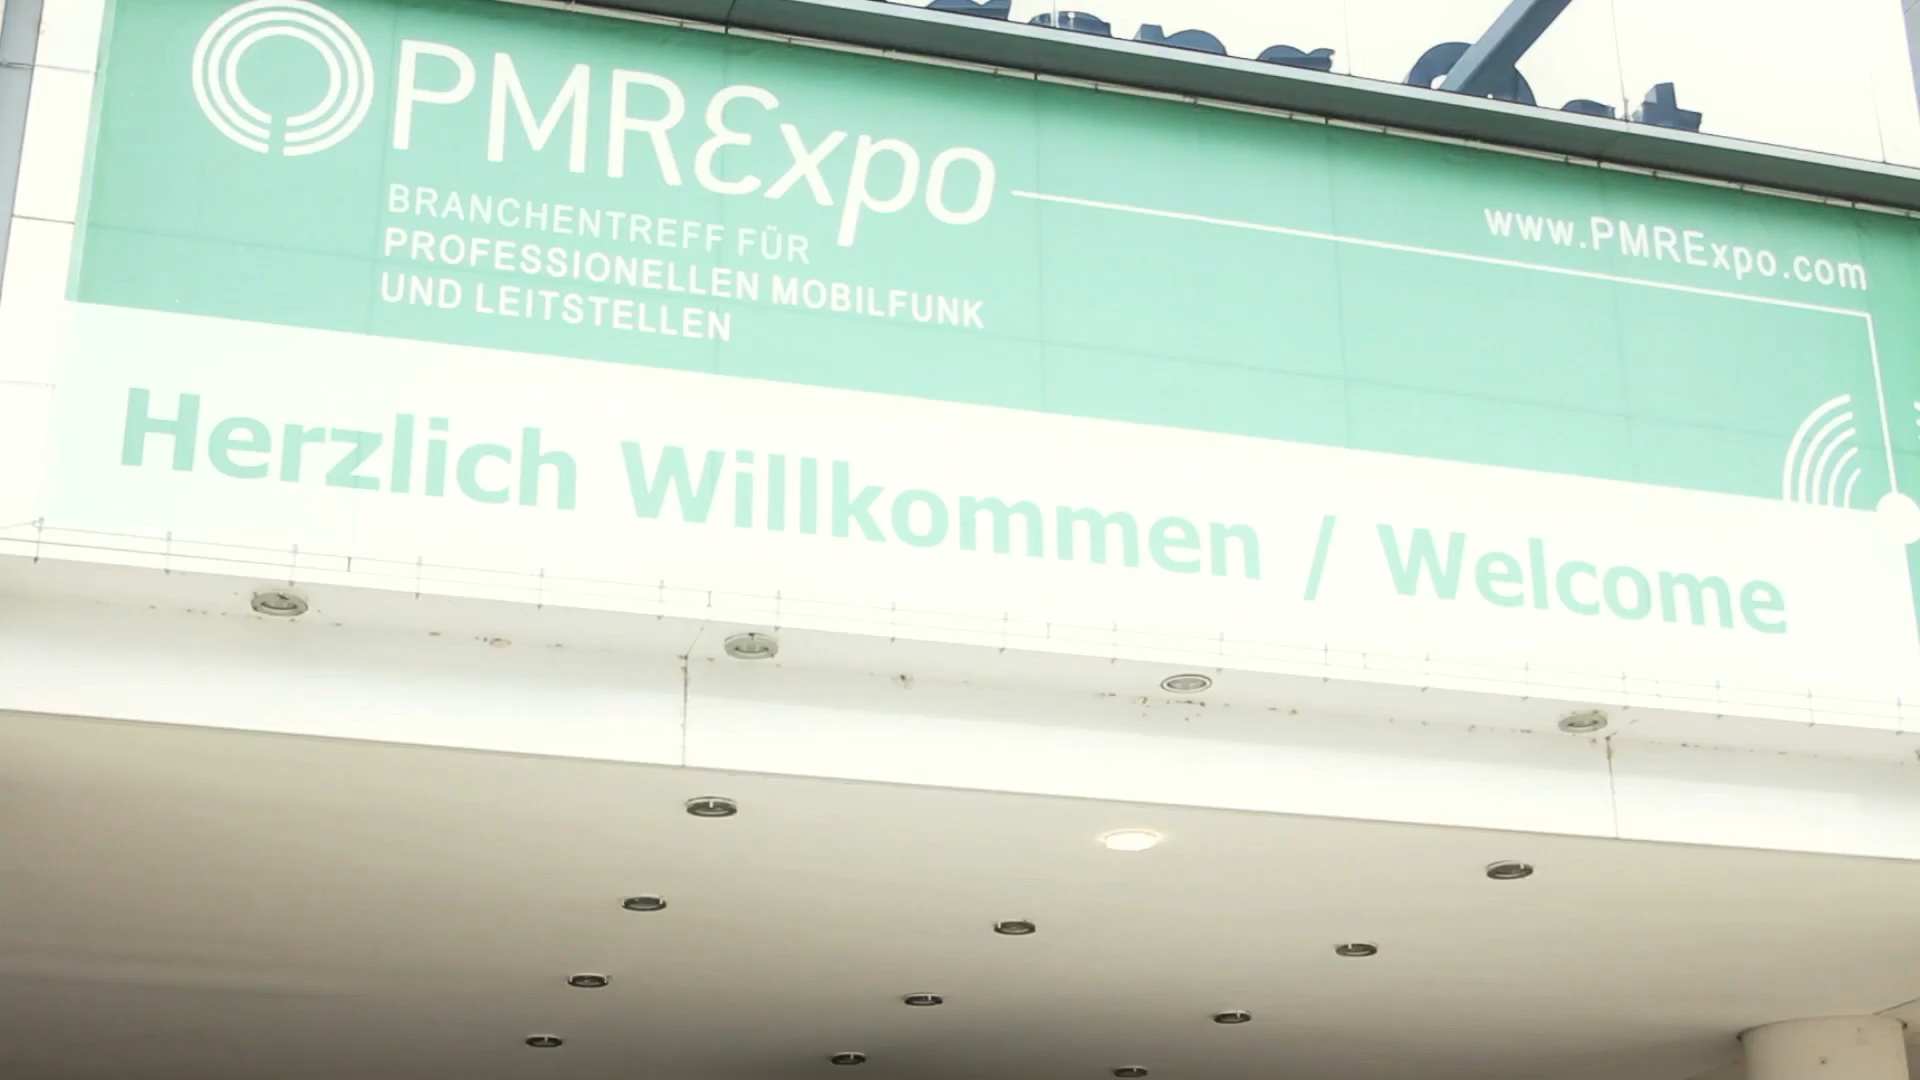 PMRExpo
www.PMRExpo.com
BRANCHENTREFF FÜR
PROFESSIONELLEN MOBILFUNK
UND LEITSTELLEN
Herzlich Willkommen / Welcome